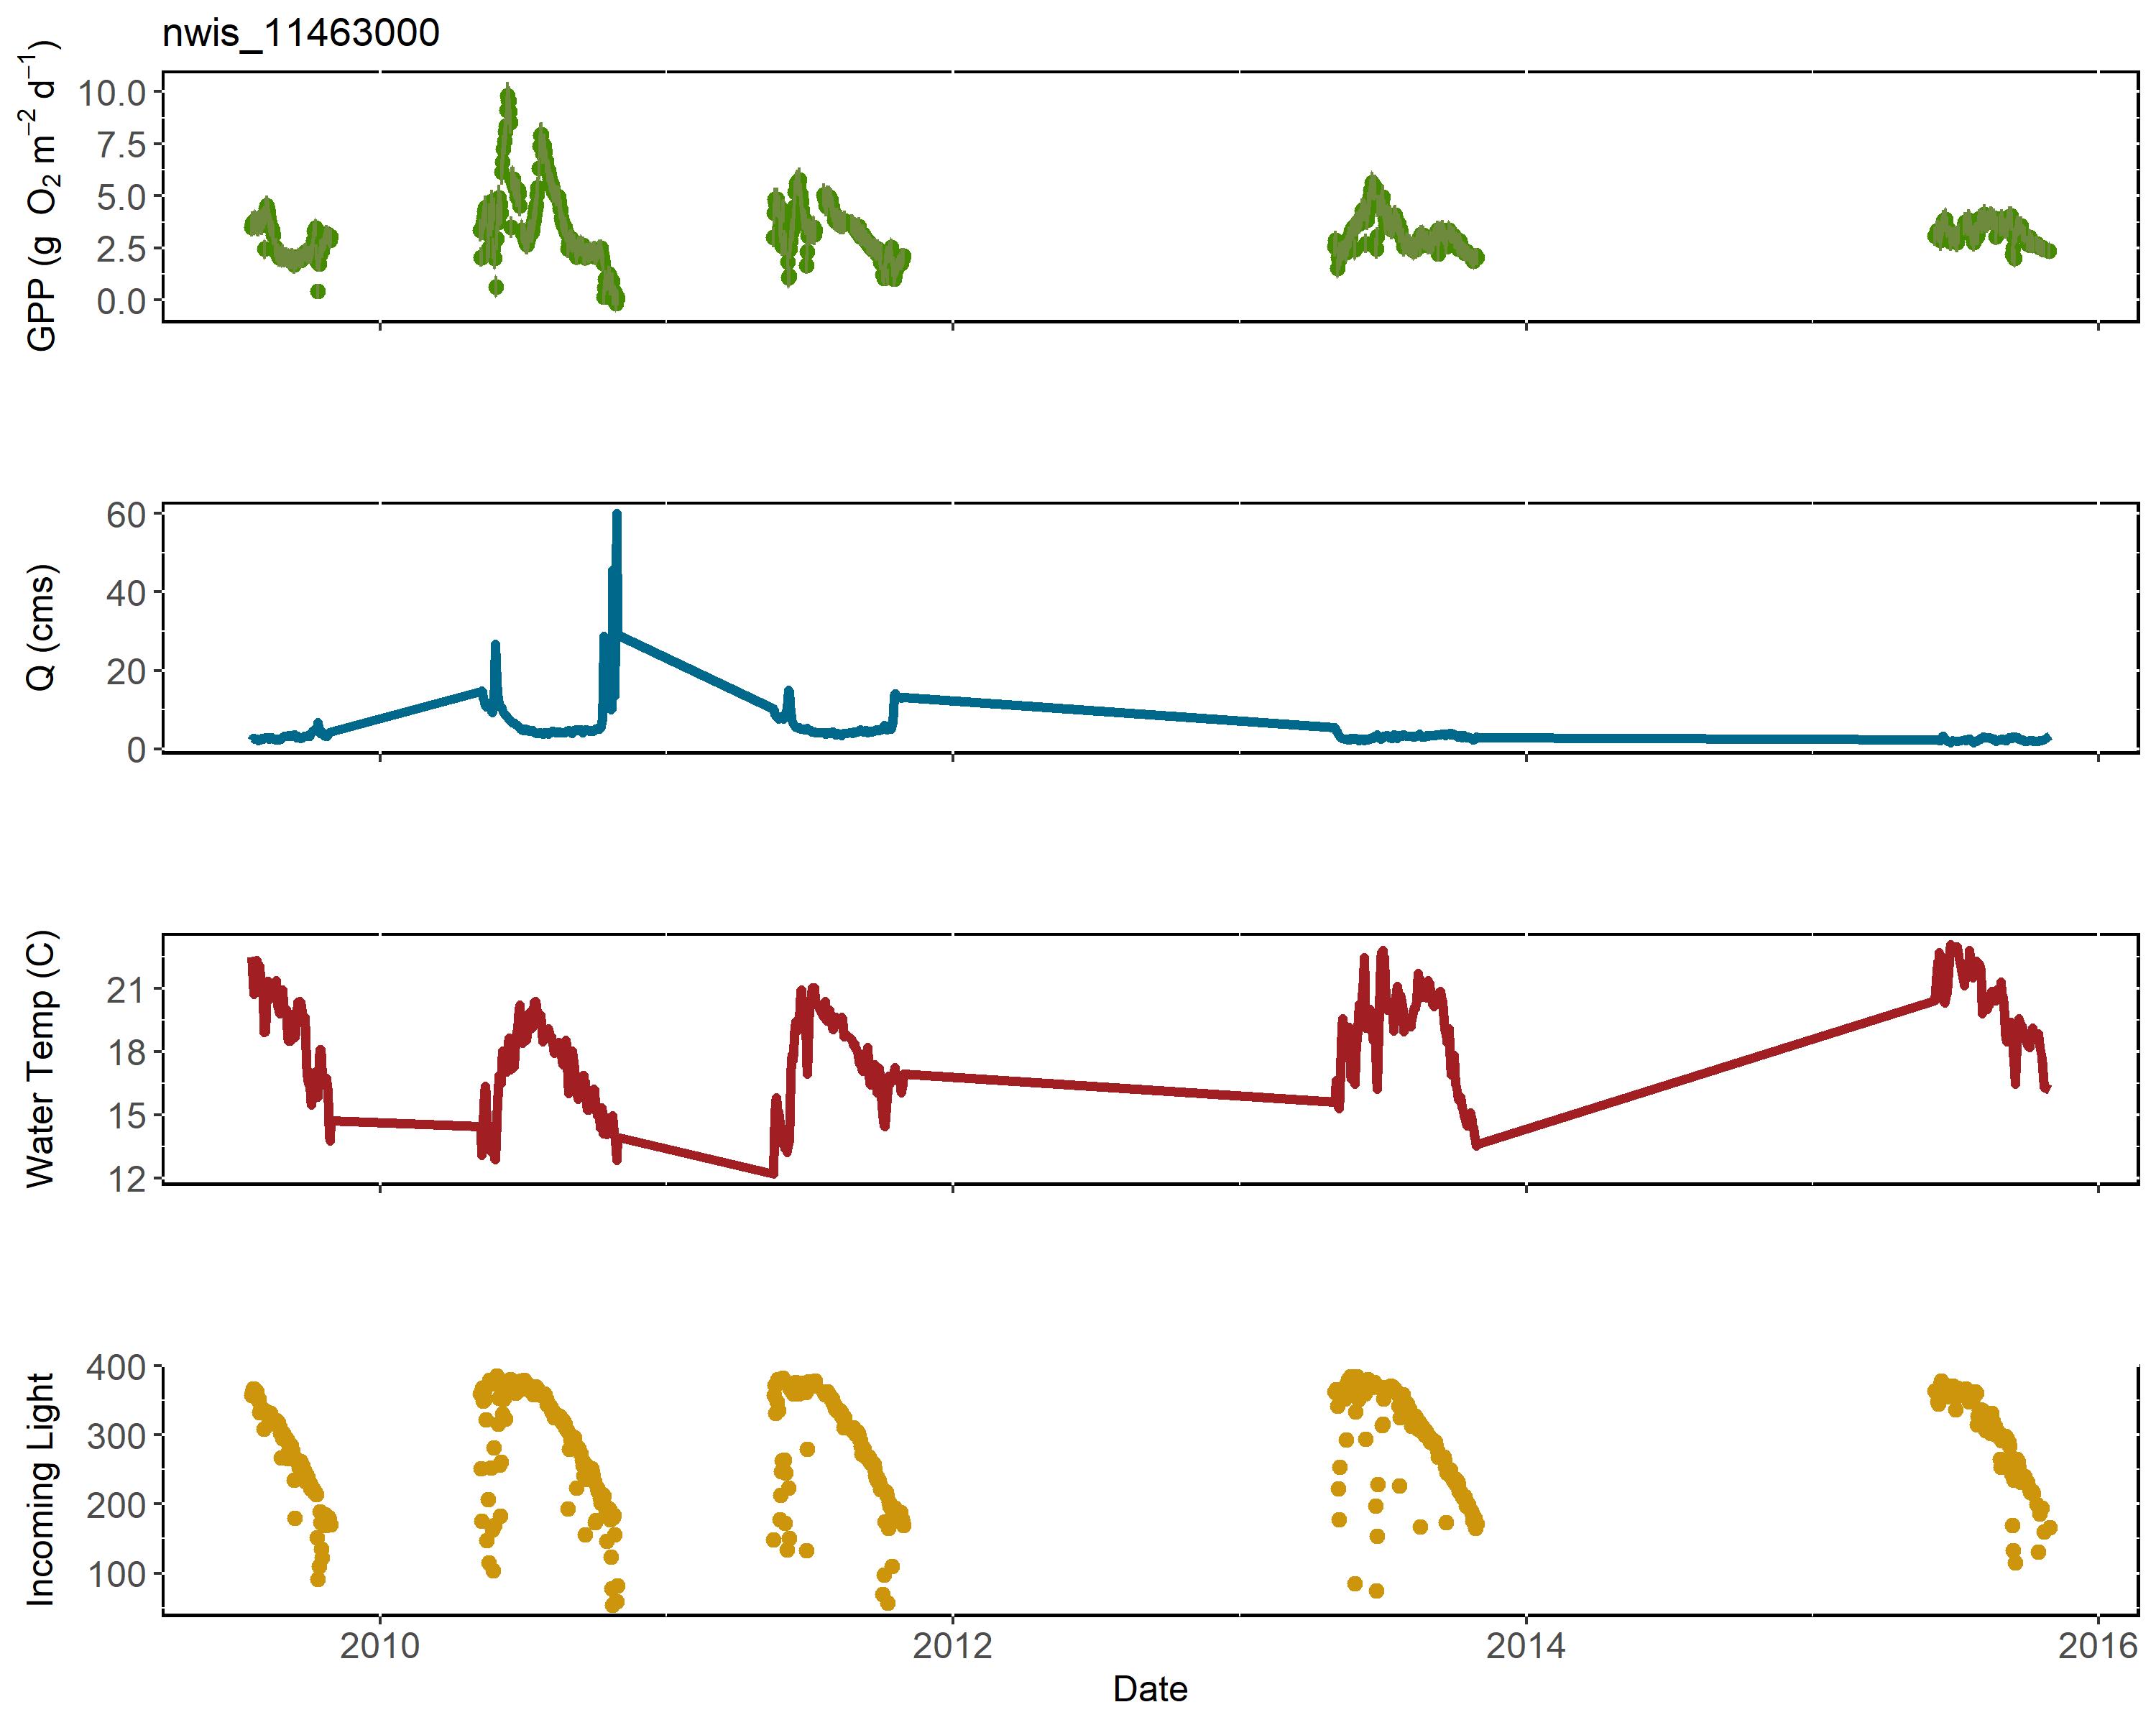 nwis_11463000
GPP (g O₂ m⁻² d⁻¹)
10.0
7.5
5.0
2.5
0.0
Q (cms)
60
40
20
0
Water Temp (C)
21
18
15
12
Incoming Light
400
300
200
100
2010 2012 2014 2016
Date